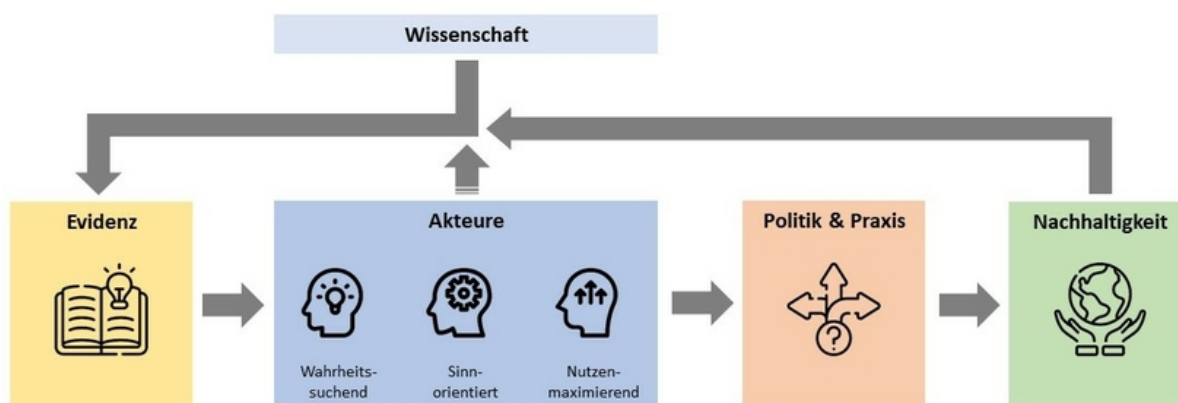 Wissenschaft
Evidenz
Akteure
Politik & Praxis
Nachhaltigkeit
?
Wahrheits-
suchend
Sinn-
orientiert
Nutzen-
maximierend